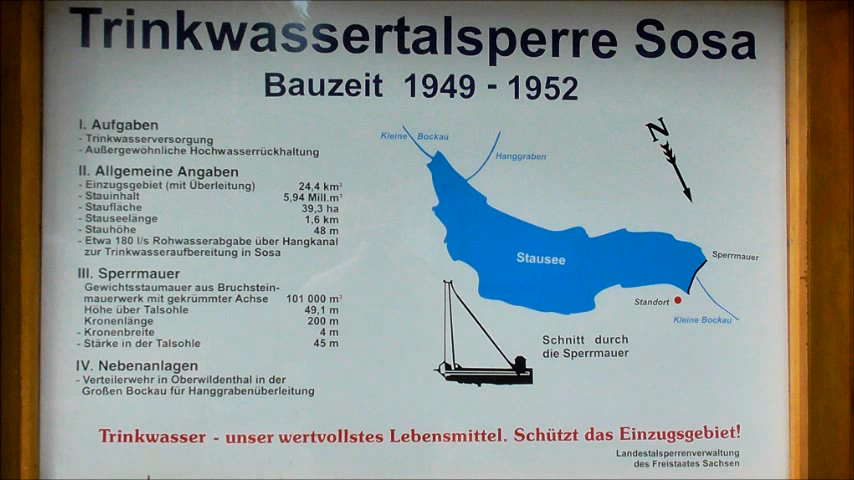 Trinkwassertalsperre Sosa
Bauzeit 1949 - 1952
I. Aufgaben
- Trinkwasserversorgung
- Außergewöhnliche Hochwasserrückhaltung
II. Allgemeine Angaben
- Einzugsgebiet (mit Überleitung) 24,4 km²
- Stauinhalt 5,94 Mill.m³
- Staufläche 39,3 ha
- Stauseelänge 1,6 km
- Stauhöhe 48 m
- Etwa 180 l/s Rohwasserabgabe über Hangkanal
zur Trinkwasseraufbereitung in Sosa
III. Sperrmauer
Gewichtsstaumauer aus Bruchstein-
mauerwerk mit gekrümmter Achse 101 000 m³
Höhe über Talsohle 49,1 m
Kronenlänge 200 m
- Kronenbreite 4 m
- Stärke in der Talsohle 45 m
IV. Nebenanlagen
- Verteilerwehr in Oberwildenthal in der
Großen Bockau für Hanggrabenüberleitung
Kleine Bockau
Hanggraben
N
Stausee
Sperrmauer
Standort
Kleine Bockau
Schnitt durch
die Sperrmauer
Trinkwasser - unser wertvollstes Lebensmittel. Schützt das Einzugsgebiet!
Landestalsperrenverwaltung
des Freistaates Sachsen